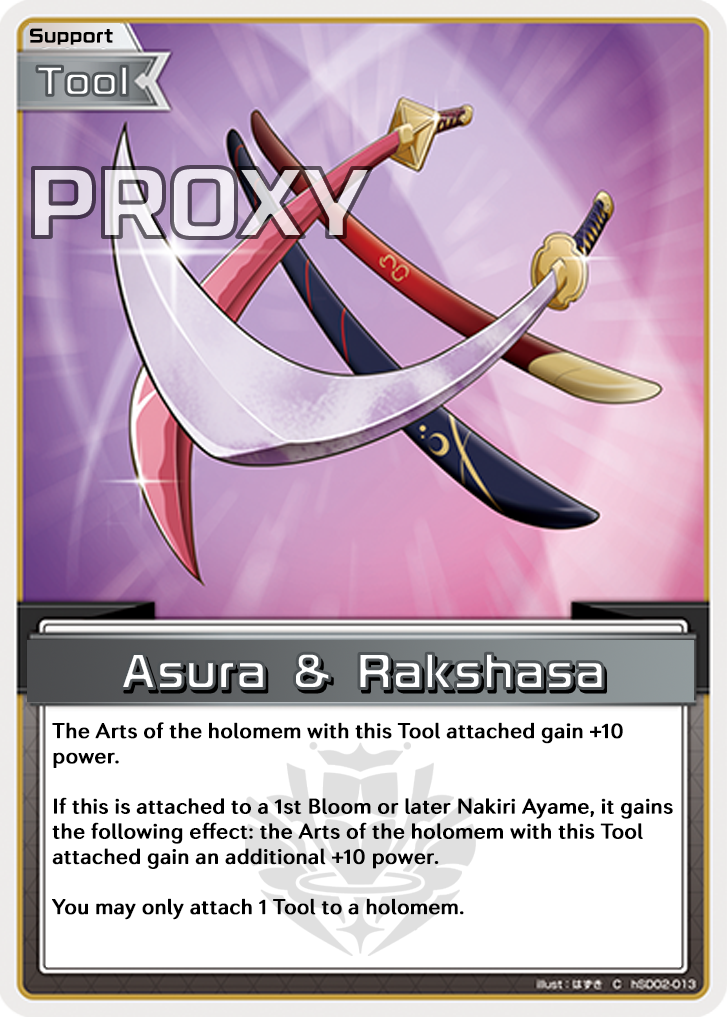 Support
Tool
PROXY
Asura & Rakshasa
The Arts of the holomem with this Tool attached gain +10
power.
If this is attached to a 1st Bloom or later Nakiri Ayame, it gains
the following effect: the Arts of the holomem with this Tool
attached gain an additional +10 power.
You may only attach 1 Tool to a holomem.
illust : はずき C hSD02-013